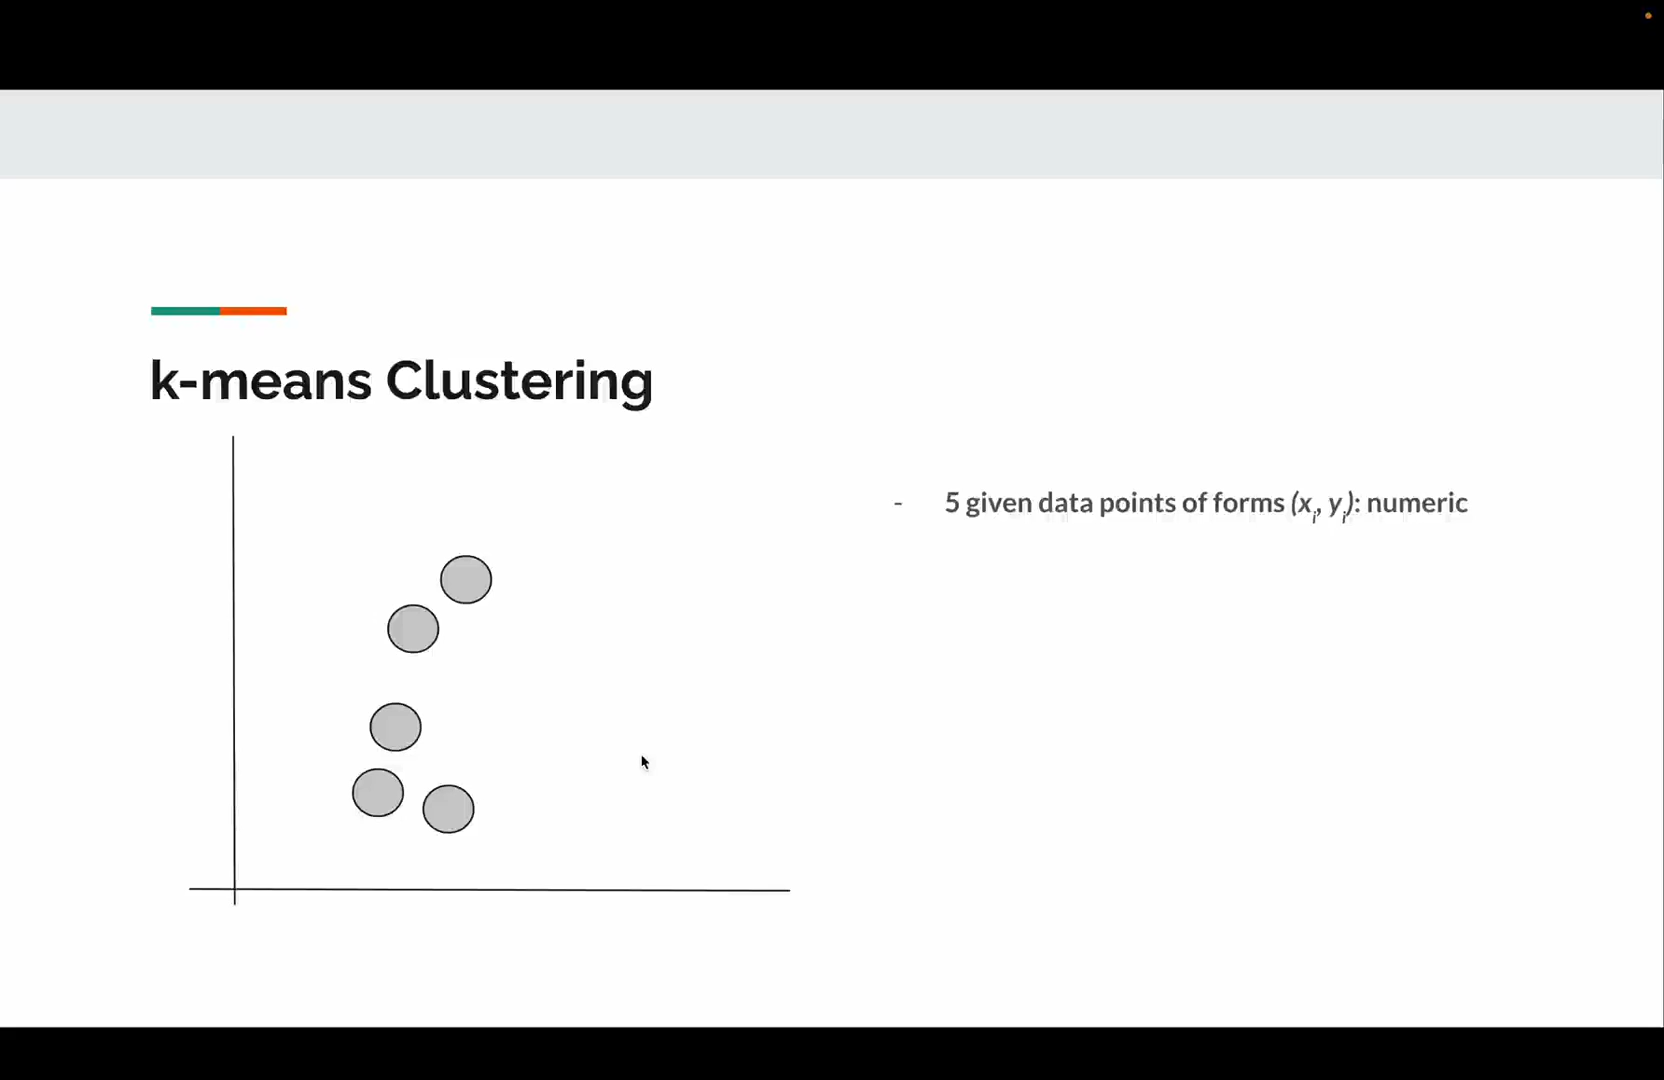 k-means Clustering
- 5 given data points of forms (xi, yi): numeric